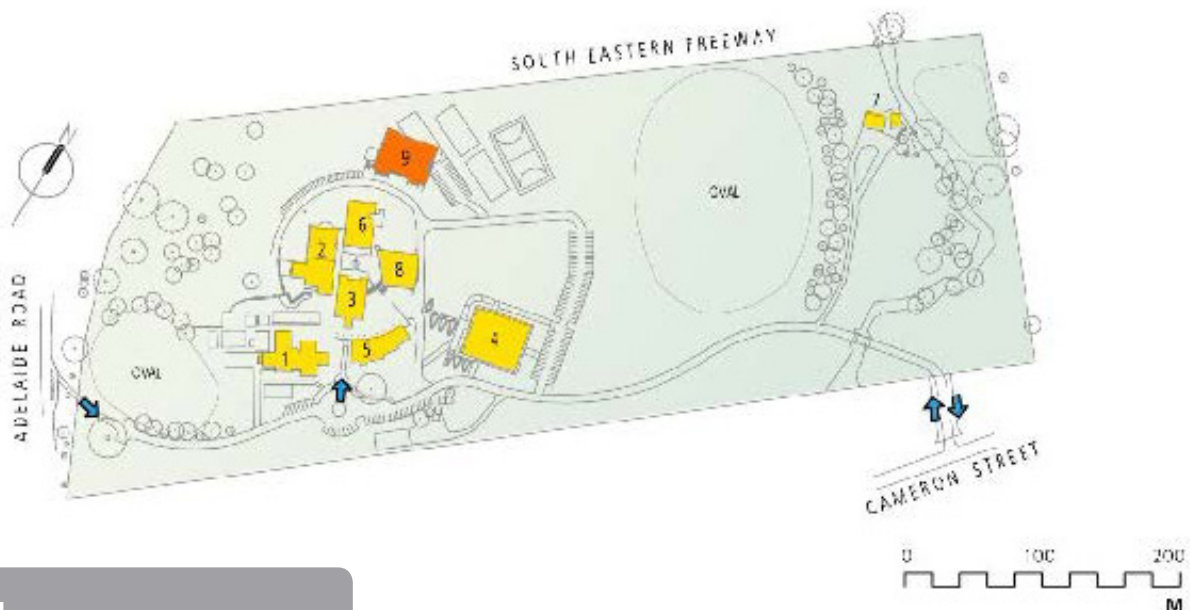 SOUTH EASTERN FREEWAY
7
9
OVAL
6
2
8
3
ADELAIDE ROAD
4
1
5
OVAL
CAMERON STREET
0 100 200
M